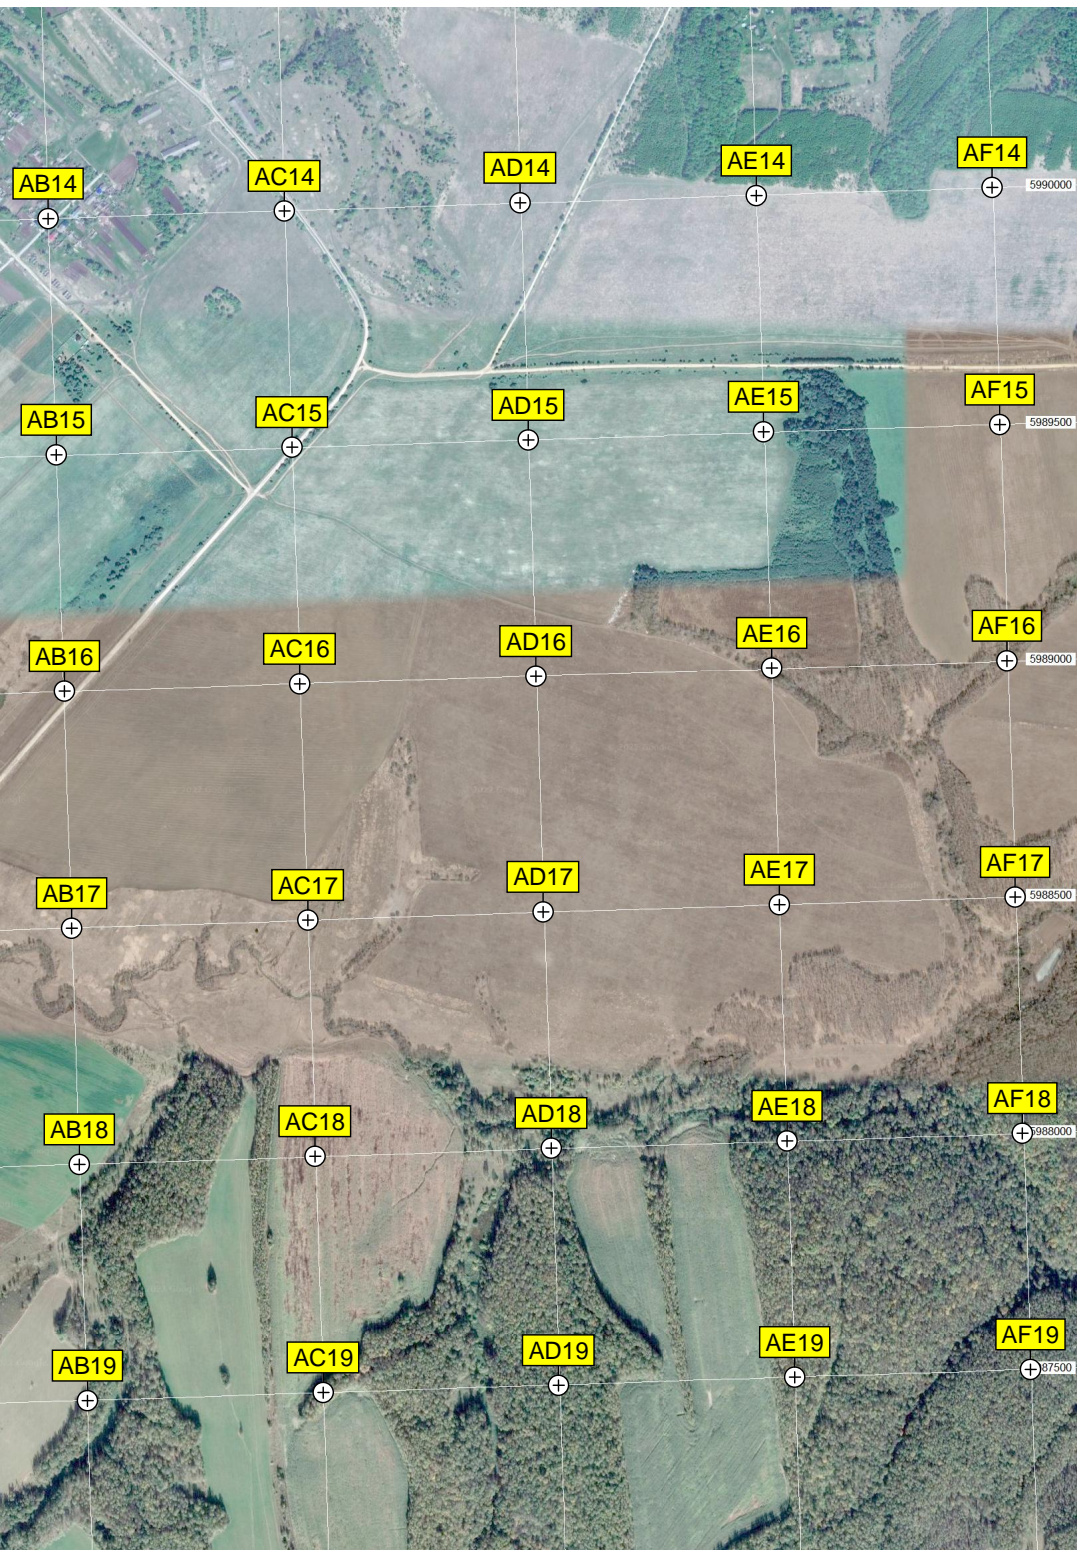 AB14 AC14 AD14 AE14 AF14
5990000
AB15 AC15 AD15 AE15 AF15
5989500
AB16 AC16 AD16 AE16 AF16
5989000
AB17 AC17 AD17 AE17 AF17
5988500
AB18 AC18 AD18 AE18 AF18
5988000
AB19 AC19 AD19 AE19 AF19
87500